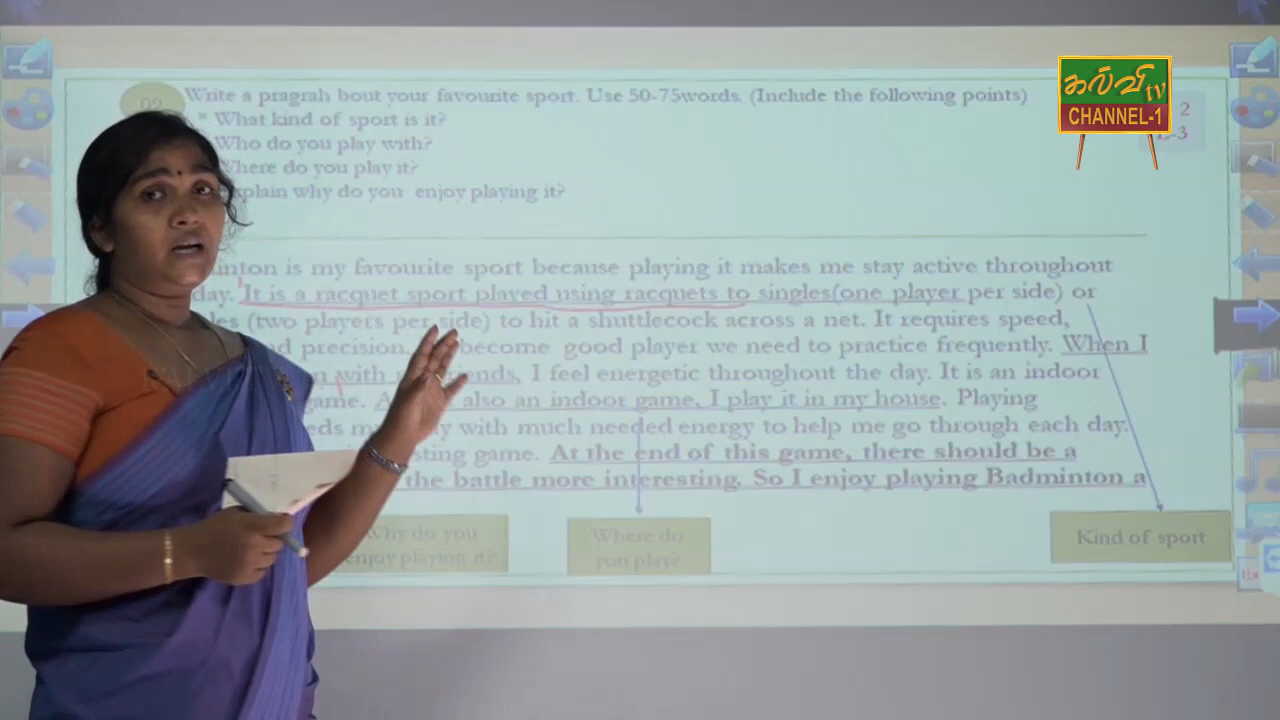 09
Write a pragrah bout your favourite sport. Use 50-75words. (Include the following points)
* What kind of sport is it?
Who do you play with?
Where do you play it?
explain why do you enjoy playing it?
கல்வி tv
CHANNEL-1
2
-3
is my favourite sport because playing it makes me stay active throughout
day. It is a racquet sport played using racquets to singles(one player per side) or
(two players per side) to hit a shuttlecock across a net. It requires speed,
precision. become good player we need to practice frequently. When I
with friends, I feel energetic throughout the day. It is an indoor
game. also an indoor game, I play it in my house. Playing
with much needed energy to help me go through each day.
game. At the end of this game, there should be a
the battle more interesting. So I enjoy playing Badminton a
Why do you
enjoy playing it?
Where do
you play?
Kind of sport